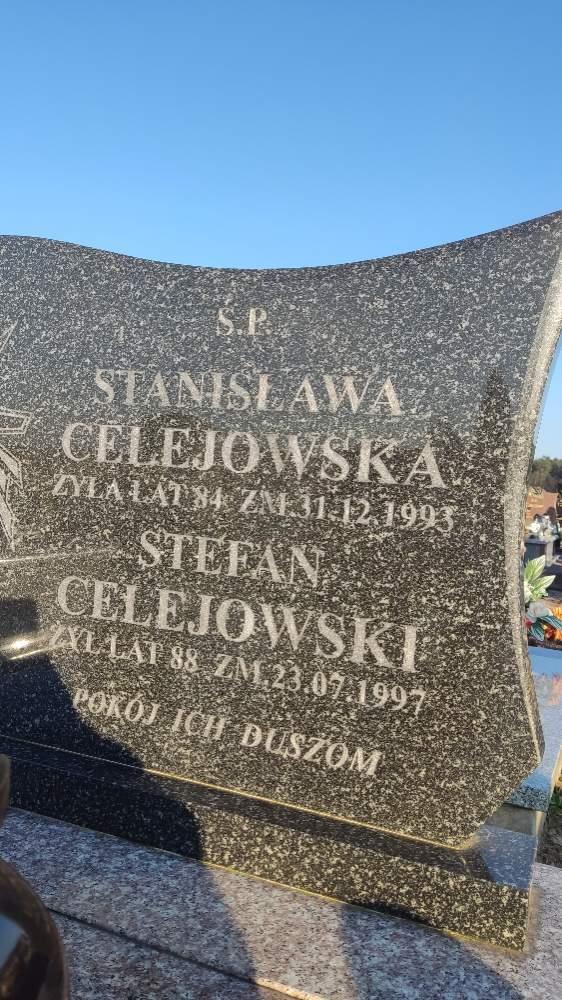 Ś.P.
STANISŁAWA
CELEJOWSKA
ŻYŁA LAT 84 ZM.31.12.1993
STEFAN
CELEJOWSKI
ŻYŁ LAT 88 ZM.23.07.1997
POKÓJ ICH DUSZOM